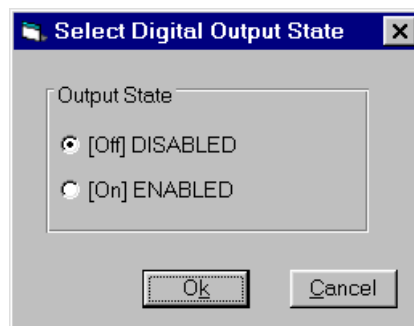 Select Digital Output State
Output State
[Off] DISABLED
[On] ENABLED
Ok
Cancel